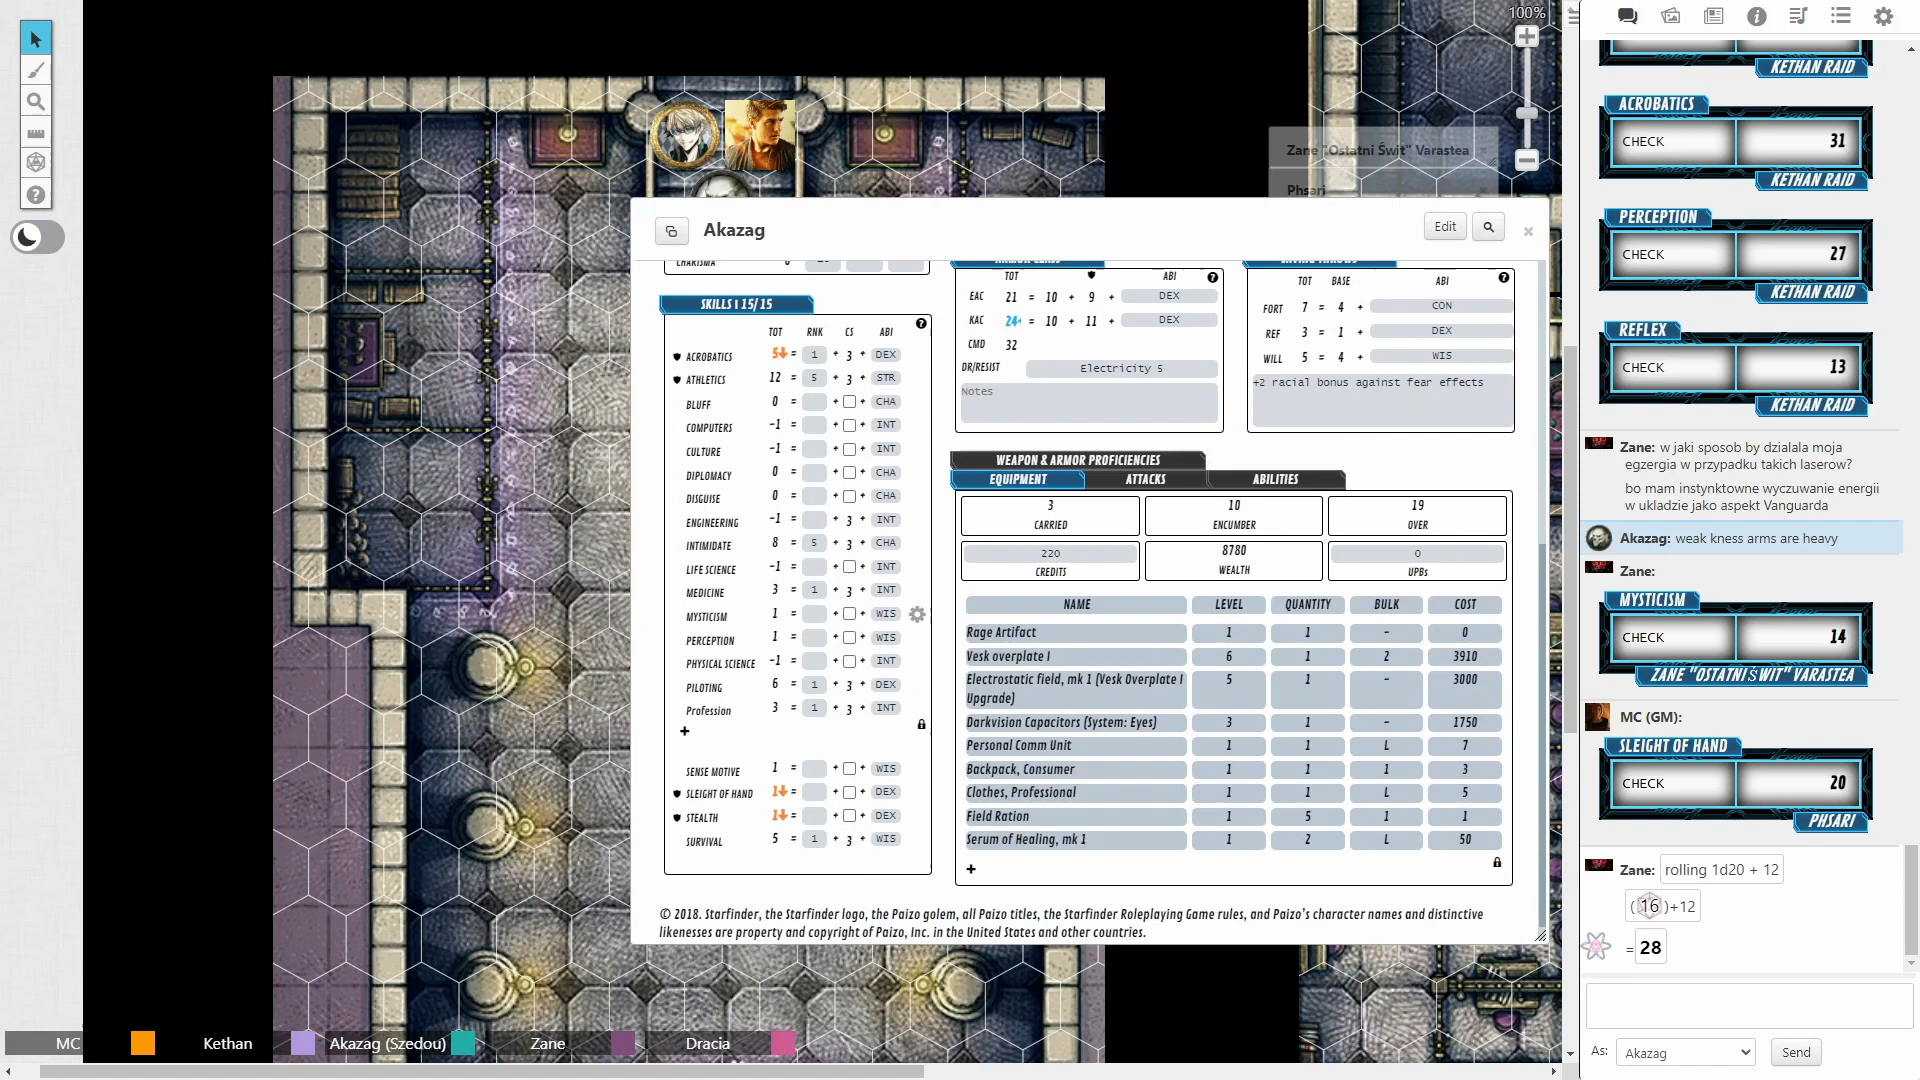 100%
Zane "Ostatni Świt" Varastea
Phsari
Akazag
Edit
CHARISMA 0
SKILLS | 15/15
TOT RNK CS ABI
ACROBATICS 5 = 1 + 3 + DEX
ATHLETICS 12 = 5 + 3 + STR
BLUFF 0 = + CHA
COMPUTERS -1 = + INT
CULTURE -1 = + INT
DIPLOMACY 0 = + CHA
DISGUISE 0 = + CHA
ENGINEERING -1 = + 3 + INT
INTIMIDATE 8 = 5 + 3 + CHA
LIFE SCIENCE -1 = + INT
MEDICINE 3 = 1 + 3 + INT
MYSTICISM 1 = + WIS
PERCEPTION 1 = + WIS
PHYSICAL SCIENCE -1 = + INT
PILOTING 6 = 1 + 3 + DEX
Profession 3 = 1 + 3 + INT
+
SENSE MOTIVE 1 = + WIS
SLEIGHT OF HAND 1 = + DEX
STEALTH 1 = + DEX
SURVIVAL 5 = 1 + 3 + WIS
TOT ABI
EAC 21 = 10 + 9 + DEX
KAC 24 = 10 + 11 + DEX
CMD 32
DR/RESIST Electricity 5
Notes
TOT BASE ABI
FORT 7 = 4 + CON
REF 3 = 1 + DEX
WILL 5 = 4 + WIS
+2 racial bonus against fear effects
WEAPON & ARMOR PROFICIENCIES
EQUIPMENT ATTACKS ABILITIES
3 10 19
CARRIED ENCUMBER OVER
220 8780 0
CREDITS WEALTH UPBs
NAME LEVEL QUANTITY BULK COST
Rage Artifact 1 1 - 0
Vesk overplate I 6 1 2 3910
Electrostatic field, mk 1 (Vesk Overplate I 5 1 - 3000
Upgrade)
Darkvision Capacitors (System: Eyes) 3 1 - 1750
Personal Comm Unit 1 1 L 7
Backpack, Consumer 1 1 1 3
Clothes, Professional 1 1 L 5
Field Ration 1 5 1 1
Serum of Healing, mk 1 1 2 L 50
+
© 2018. Starfinder, the Starfinder logo, the Paizo golem, all Paizo titles, the Starfinder Roleplaying Game rules, and Paizo's character names and distinctive
likenesses are property and copyright of Paizo, Inc. in the United States and other countries.
MC Kethan Akazag (Szedou) Zane Dracia
KETHAN RAID
ACROBATICS
CHECK 31
KETHAN RAID
PERCEPTION
CHECK 27
KETHAN RAID
REFLEX
CHECK 13
KETHAN RAID
Zane: w jaki sposob by dzialala moja
egzergia w przypadku takich laserow?
bo mam instynktowne wyczuwanie energii
w ukladzie jako aspekt Vanguarda
Akazag: weak kness arms are heavy
Zane:
MYSTICISM
CHECK 14
ZANE "OSTATNI ŚWIT" VARASTEA
MC (GM):
SLEIGHT OF HAND
CHECK 20
PHSARI
Zane: rolling 1d20 + 12
(16)+12
= 28
As: Akazag Send